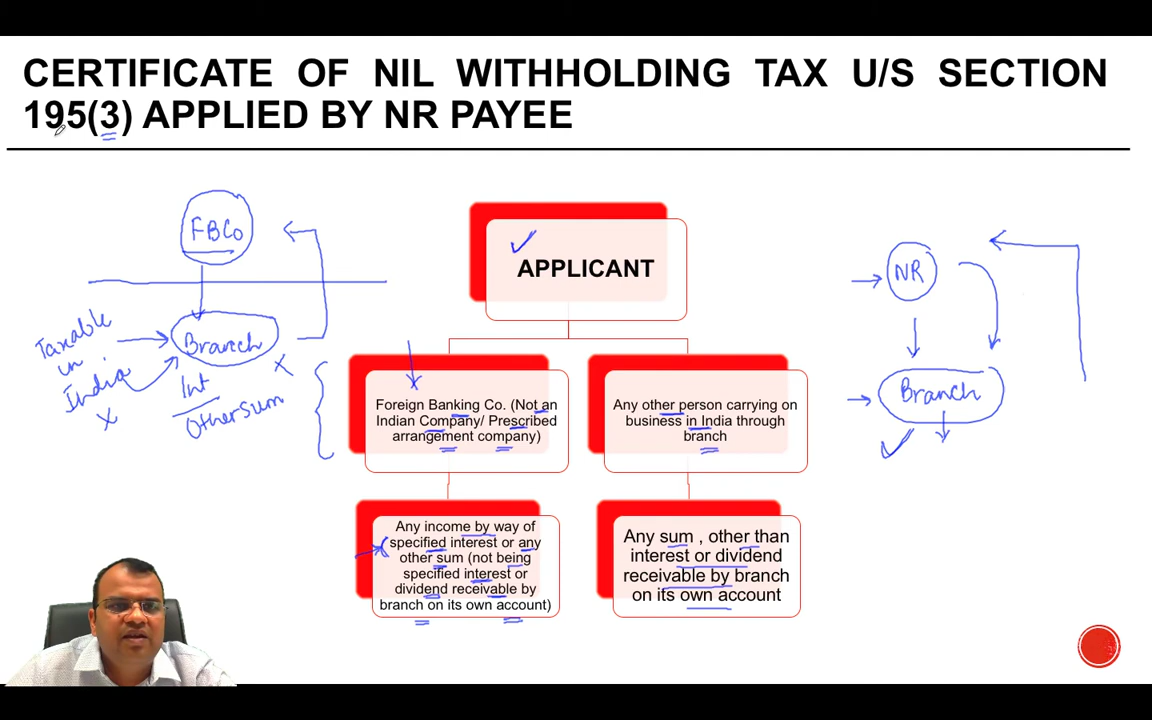 CERTIFICATE OF NIL WITHHOLDING TAX U/S SECTION
195(3) APPLIED BY NR PAYEE
FBCo
Branch
Taxable
in
India
Int
Other Sum
APPLICANT
Foreign Banking Co. (Not an
Indian Company/ Prescribed
arrangement company)
Any other person carrying on
business in India through
branch
Any income by way of
specified interest or any
other sum (not being
specified interest or
dividend receivable by
branch on its own account)
Any sum , other than
interest or dividend
receivable by branch
on its own account
NR
Branch